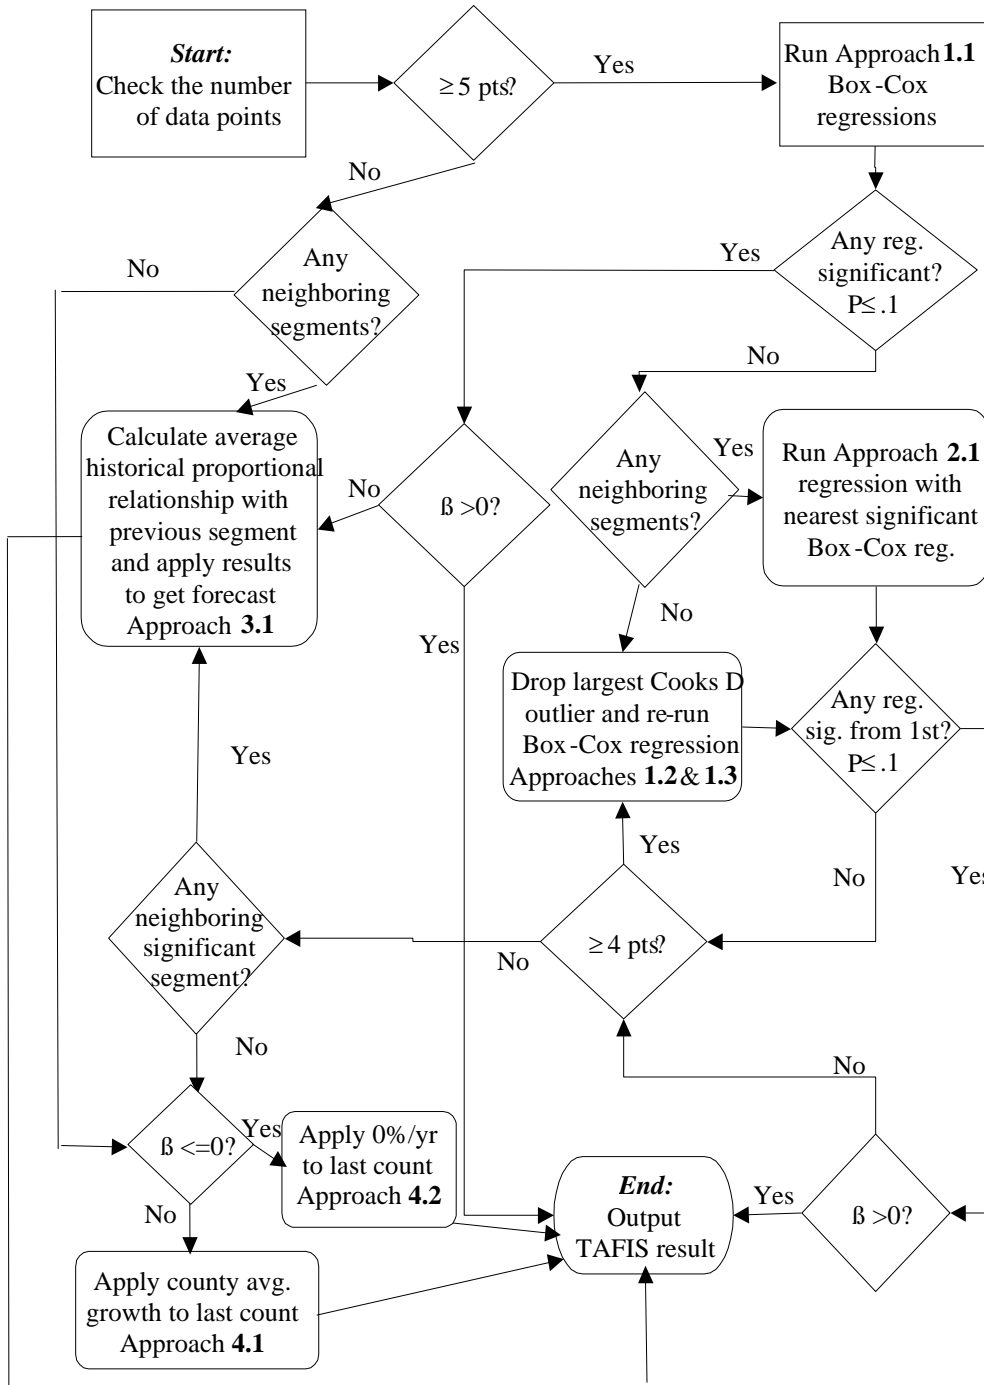 Start:
Check the number
of data points
≥5 pts?
Yes
Run Approach 1.1
Box-Cox
regressions
No
Any
neighboring
segments?
No
Yes
Any reg.
significant?
P≤ .1
Yes
No
Calculate average
historical proportional
relationship with
previous segment
and apply results
to get forecast
Approach 3.1
No
ß >0?
Yes
Any
neighboring
segments?
Yes
Run Approach 2.1
regression with
nearest significant
Box-Cox reg.
No
Drop largest Cooks D
outlier and re-run
Box-Cox regression
Approaches 1.2 & 1.3
Any reg.
sig. from 1st?
P≤ .1
Yes
Yes
No
Yes
Any
neighboring
significant
segment?
No
≥4 pts?
No
No
ß <=0?
Yes
Apply 0%/yr
to last count
Approach 4.2
End:
Output
TAFIS result
Yes
ß >0?
No
Apply county avg.
growth to last count
Approach 4.1